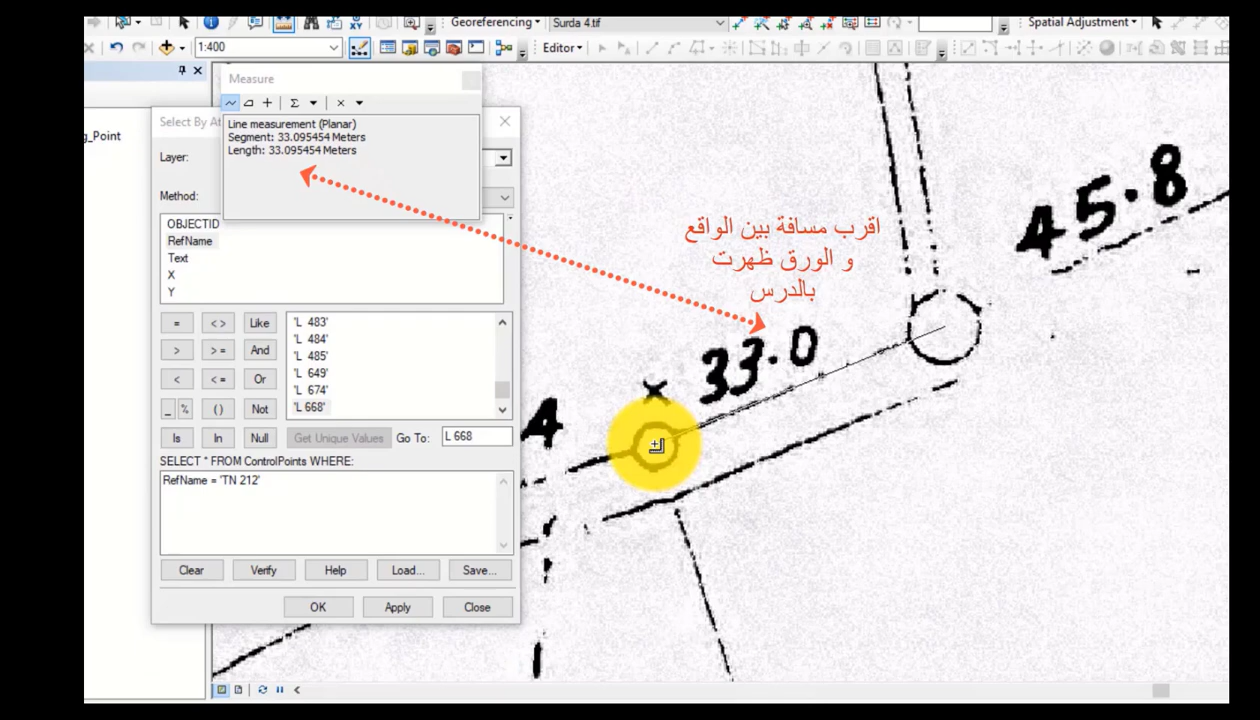 Georeferencing
Surda 4.tif
Spatial Adjustment
1:400
Editor
Measure
Line measurement (Planar)
Segment: 33.095454 Meters
Length: 33.095454 Meters
g_Point
Select By At
Layer:
Method:
OBJECTID
RefName
Text
X
Y
= < > Like
> > = And
< < = Or
_ % ( ) Not
Is In Null
'L 483'
'L 484'
'L 485'
'L 649'
'L 674'
'L 668'
Get Unique Values
Go To: L 668
SELECT * FROM ControlPoints WHERE:
RefName = 'TN 212'
Clear Verify Help Load... Save...
OK Apply Close
اقرب مسافة بين الواقع
و الورق ظهرت
بالدرس
45.8
33.0
4